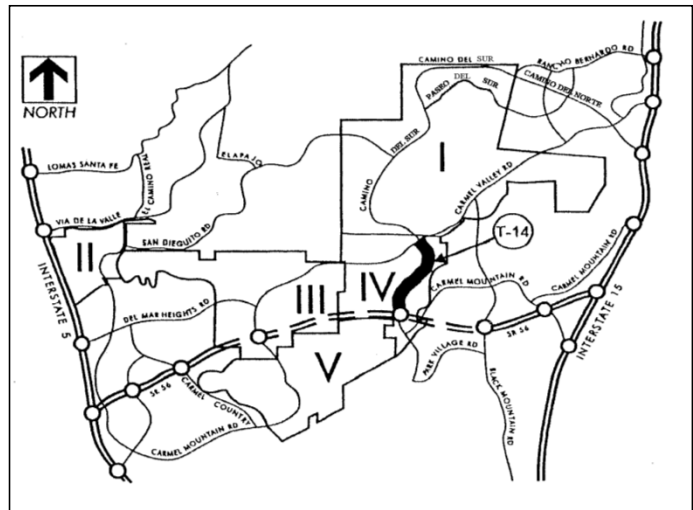 NORTH
CAMINO DEL SUR
RANCHO BERNARDO RD
PASEO DEL SUR
CAMINO DEL NORTE
LOMAS SANTA FE
EL CAMINO REAL
EL APAJO
CAMINO DEL SUR
I
CARMEL VALLEY RD
VIA DE LA VALLE
SAN DIEGUITO RD
T-14
II
INTERSTATE 5
III
IV
CARMEL MOUNTAIN RD
CARMEL MOUNTAIN RD
DEL MAR HEIGHTS RD
V
SR 56
INTERSTATE 15
PARK VILLAGE RD
SR 56
CARMEL COUNTRY
BLACK MOUNTAIN RD
CARMEL MOUNTAIN RD